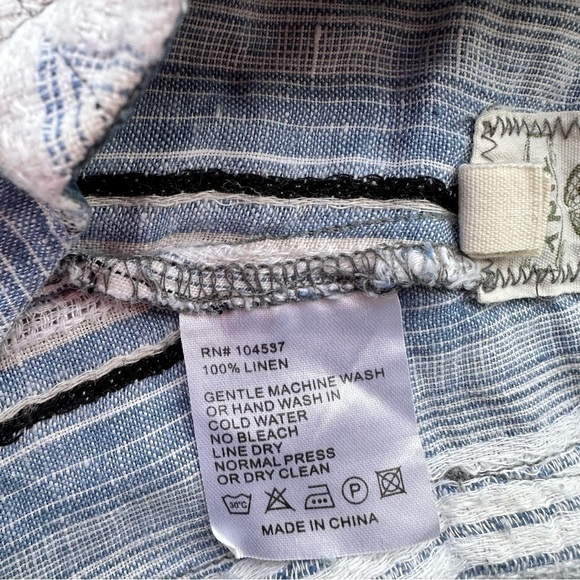 RN# 104537
100% LINEN
GENTLE MACHINE WASH
OR HAND WASH IN
COLD WATER
NO BLEACH
LINE DRY
NORMAL PRESS
OR DRY CLEAN
30°C
P
MADE IN CHINA